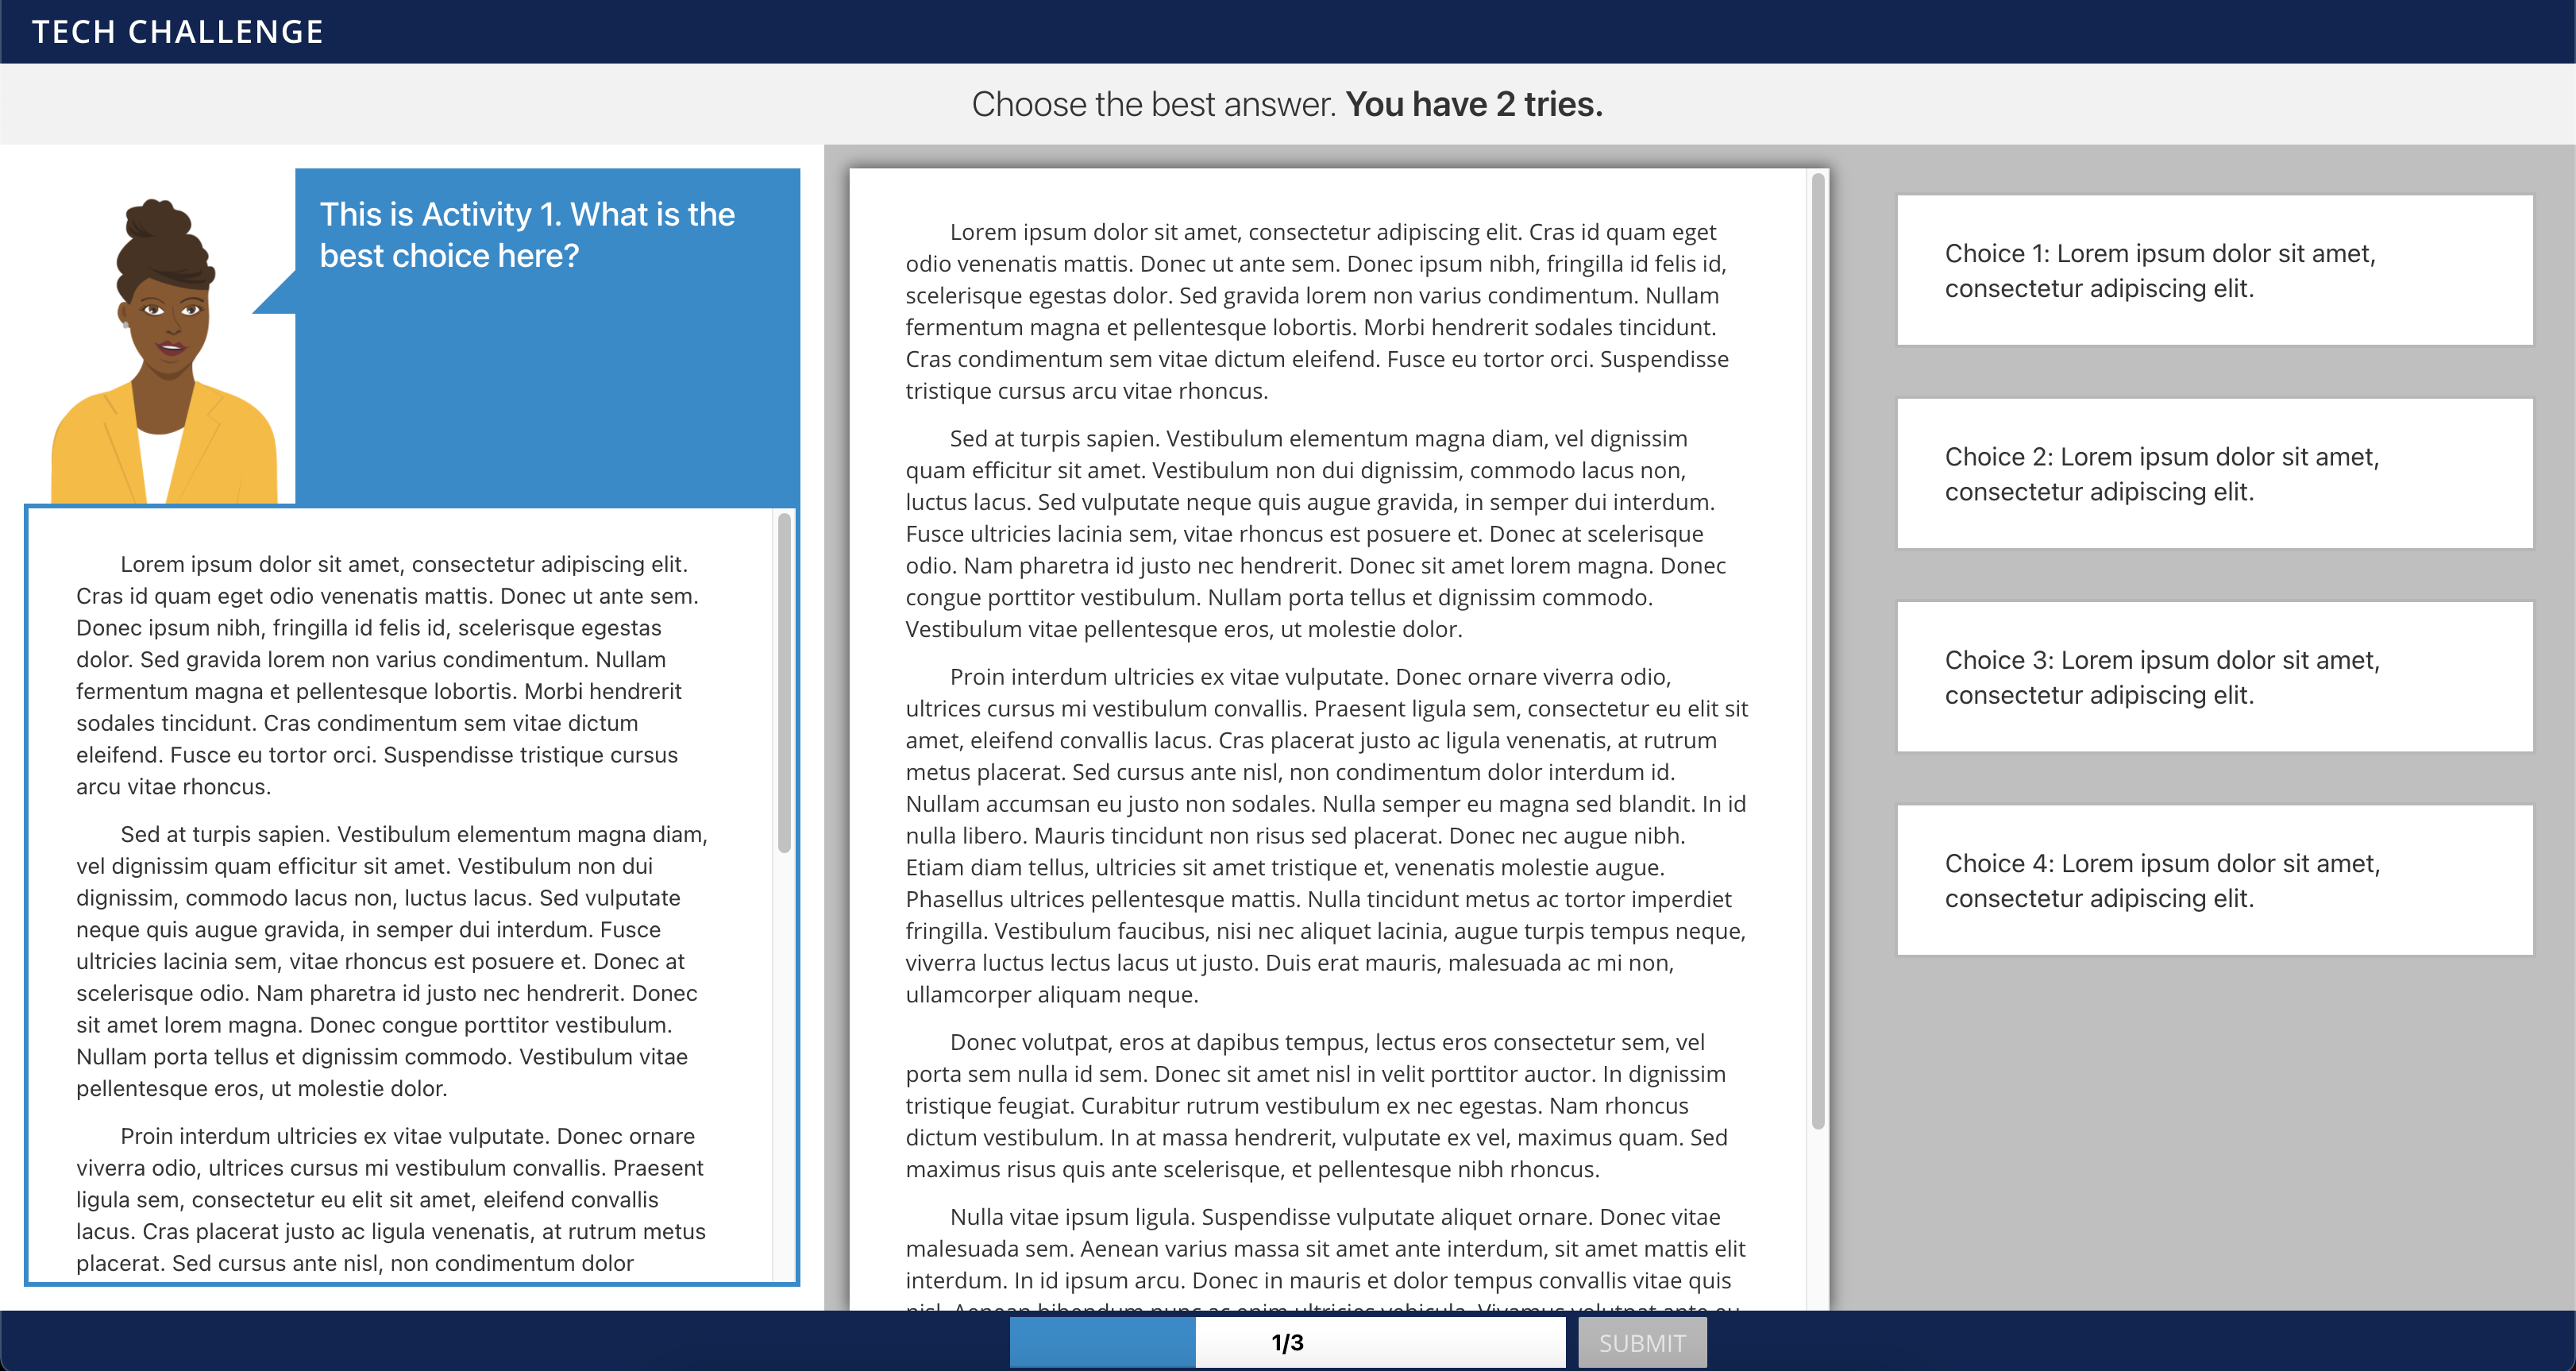 TECH CHALLENGE
Choose the best answer. You have 2 tries.
This is Activity 1. What is the
best choice here?
Lorem ipsum dolor sit amet, consectetur adipiscing elit.
Cras id quam eget odio venenatis mattis. Donec ut ante sem.
Donec ipsum nibh, fringilla id felis id, scelerisque egestas
dolor. Sed gravida lorem non varius condimentum. Nullam
fermentum magna et pellentesque lobortis. Morbi hendrerit
sodales tincidunt. Cras condimentum sem vitae dictum
eleifend. Fusce eu tortor orci. Suspendisse tristique cursus
arcu vitae rhoncus.
Sed at turpis sapien. Vestibulum elementum magna diam,
vel dignissim quam efficitur sit amet. Vestibulum non dui
dignissim, commodo lacus non, luctus lacus. Sed vulputate
neque quis augue gravida, in semper dui interdum. Fusce
ultricies lacinia sem, vitae rhoncus est posuere et. Donec at
scelerisque odio. Nam pharetra id justo nec hendrerit. Donec
sit amet lorem magna. Donec congue porttitor vestibulum.
Nullam porta tellus et dignissim commodo. Vestibulum vitae
pellentesque eros, ut molestie dolor.
Proin interdum ultricies ex vitae vulputate. Donec ornare
viverra odio, ultrices cursus mi vestibulum convallis. Praesent
ligula sem, consectetur eu elit sit amet, eleifend convallis
lacus. Cras placerat justo ac ligula venenatis, at rutrum metus
placerat. Sed cursus ante nisl, non condimentum dolor
Lorem ipsum dolor sit amet, consectetur adipiscing elit. Cras id quam eget
odio venenatis mattis. Donec ut ante sem. Donec ipsum nibh, fringilla id felis id,
scelerisque egestas dolor. Sed gravida lorem non varius condimentum. Nullam
fermentum magna et pellentesque lobortis. Morbi hendrerit sodales tincidunt.
Cras condimentum sem vitae dictum eleifend. Fusce eu tortor orci. Suspendisse
tristique cursus arcu vitae rhoncus.
Sed at turpis sapien. Vestibulum elementum magna diam, vel dignissim
quam efficitur sit amet. Vestibulum non dui dignissim, commodo lacus non,
luctus lacus. Sed vulputate neque quis augue gravida, in semper dui interdum.
Fusce ultricies lacinia sem, vitae rhoncus est posuere et. Donec at scelerisque
odio. Nam pharetra id justo nec hendrerit. Donec sit amet lorem magna. Donec
congue porttitor vestibulum. Nullam porta tellus et dignissim commodo.
Vestibulum vitae pellentesque eros, ut molestie dolor.
Proin interdum ultricies ex vitae vulputate. Donec ornare viverra odio,
ultrices cursus mi vestibulum convallis. Praesent ligula sem, consectetur eu elit sit
amet, eleifend convallis lacus. Cras placerat justo ac ligula venenatis, at rutrum
metus placerat. Sed cursus ante nisl, non condimentum dolor interdum id.
Nullam accumsan eu justo non sodales. Nulla semper eu magna sed blandit. In id
nulla libero. Mauris tincidunt non risus sed placerat. Donec nec augue nibh.
Etiam diam tellus, ultricies sit amet tristique et, venenatis molestie augue.
Phasellus ultrices pellentesque mattis. Nulla tincidunt metus ac tortor imperdiet
fringilla. Vestibulum faucibus, nisi nec aliquet lacinia, augue turpis tempus neque,
viverra luctus lectus lacus ut justo. Duis erat mauris, malesuada ac mi non,
ullamcorper aliquam neque.
Donec volutpat, eros at dapibus tempus, lectus eros consectetur sem, vel
porta sem nulla id sem. Donec sit amet nisl in velit porttitor auctor. In dignissim
tristique feugiat. Curabitur rutrum vestibulum ex nec egestas. Nam rhoncus
dictum vestibulum. In at massa hendrerit, vulputate ex vel, maximus quam. Sed
maximus risus quis ante scelerisque, et pellentesque nibh rhoncus.
Nulla vitae ipsum ligula. Suspendisse vulputate aliquet ornare. Donec vitae
malesuada sem. Aenean varius massa sit amet ante interdum, sit amet mattis elit
interdum. In id ipsum arcu. Donec in mauris et dolor tempus convallis vitae quis
Choice 1: Lorem ipsum dolor sit amet,
consectetur adipiscing elit.
Choice 2: Lorem ipsum dolor sit amet,
consectetur adipiscing elit.
Choice 3: Lorem ipsum dolor sit amet,
consectetur adipiscing elit.
Choice 4: Lorem ipsum dolor sit amet,
consectetur adipiscing elit.
1/3
SUBMIT